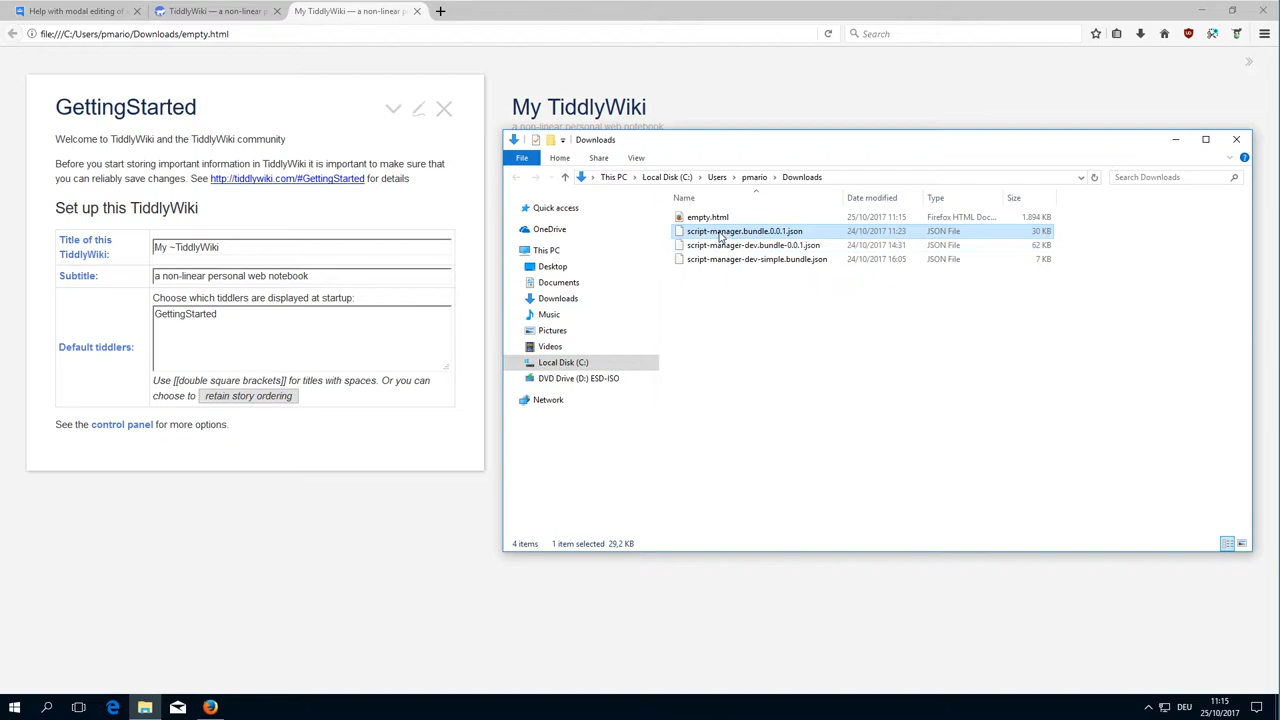 Help with modal editing of
TiddlyWiki — a non-linear p
My TiddlyWiki — a non-linear p
file:///C:/Users/pmario/Downloads/empty.html
Search
GettingStarted
Welcome to TiddlyWiki and the TiddlyWiki community
Before you start storing important information in TiddlyWiki it is important to make sure that
you can reliably save changes. See http://tiddlywiki.com/#GettingStarted for details
Set up this TiddlyWiki
Title of this
TiddlyWiki:
My ~TiddlyWiki
Subtitle:
a non-linear personal web notebook
Default tiddlers:
Choose which tiddlers are displayed at startup:
GettingStarted
Use [[double square brackets]] for titles with spaces. Or you can
choose to retain story ordering
See the control panel for more options.
My TiddlyWiki
a non-linear personal web notebook
Downloads
File Home Share View
This PC Local Disk (C:) Users pmario Downloads
Search Downloads
Quick access
OneDrive
This PC
Desktop
Documents
Downloads
Music
Pictures
Videos
Local Disk (C:)
DVD Drive (D:) ESD-ISO
Network
Name Date modified Type Size
empty.html 25/10/2017 11:15 Firefox HTML Doc... 1.894 KB
script-manager.bundle.0.0.1.json 24/10/2017 11:23 JSON File 30 KB
script-manager-dev.bundle-0.0.1.json 24/10/2017 14:31 JSON File 62 KB
script-manager-dev-simple.bundle.json 24/10/2017 16:05 JSON File 7 KB
4 items 1 item selected 29,2 KB
DEU
11:15
25/10/2017